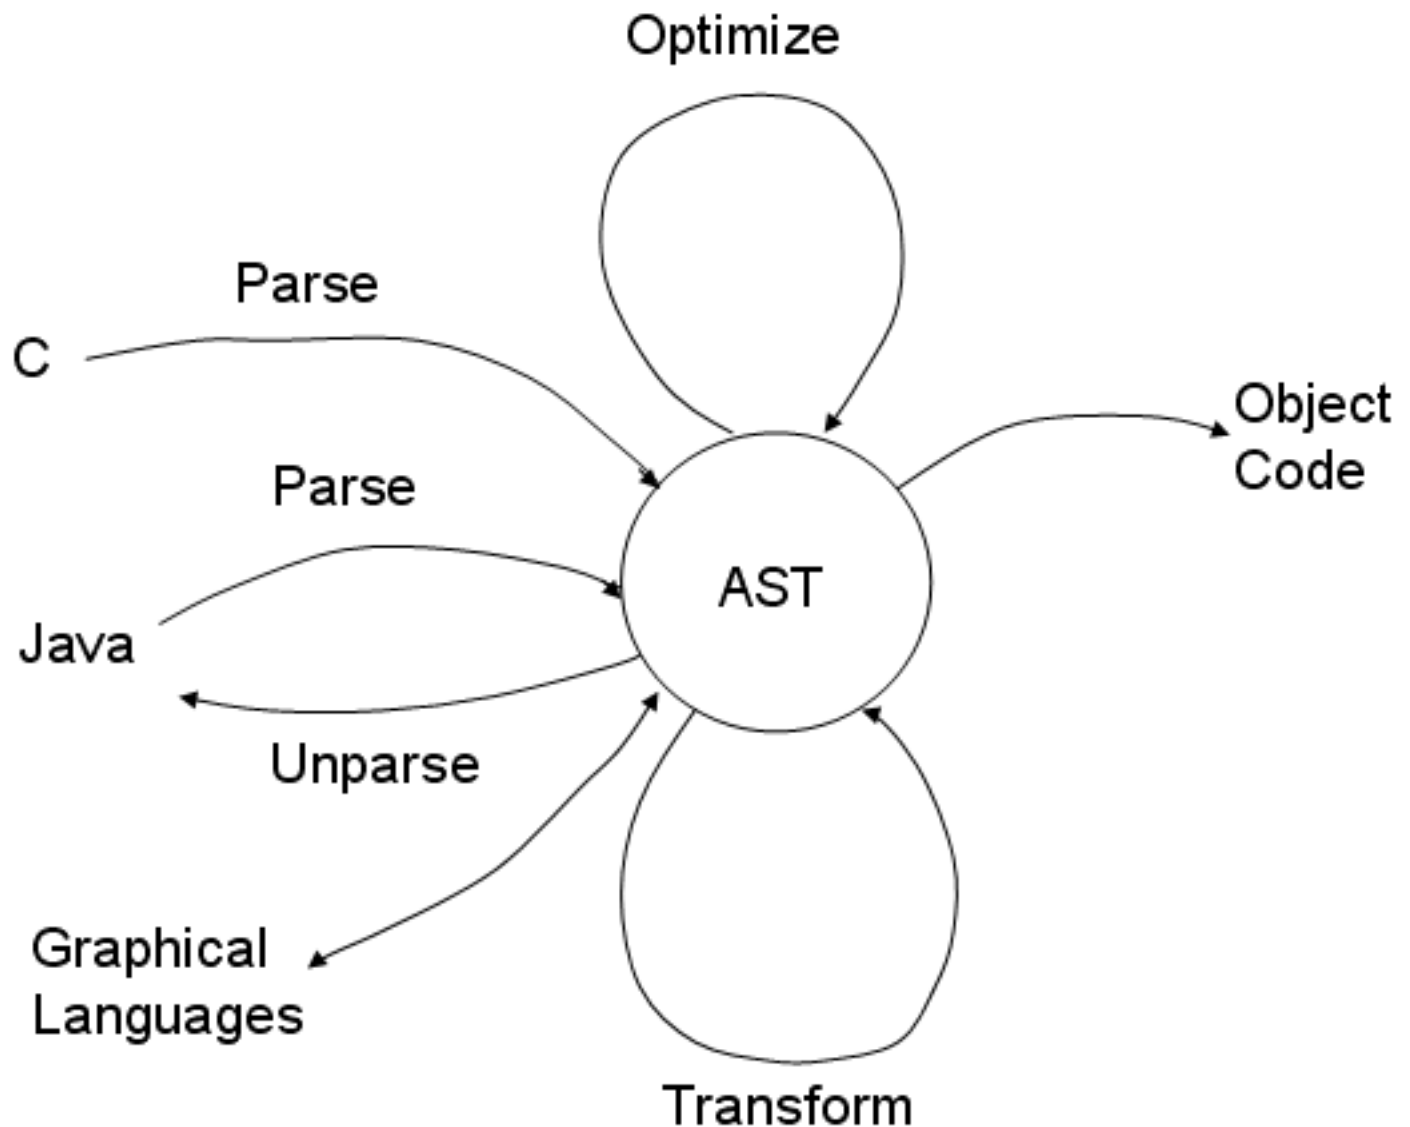 Optimize
Parse
C
Object
Code
Parse
AST
Java
Unparse
Graphical
Languages
Transform